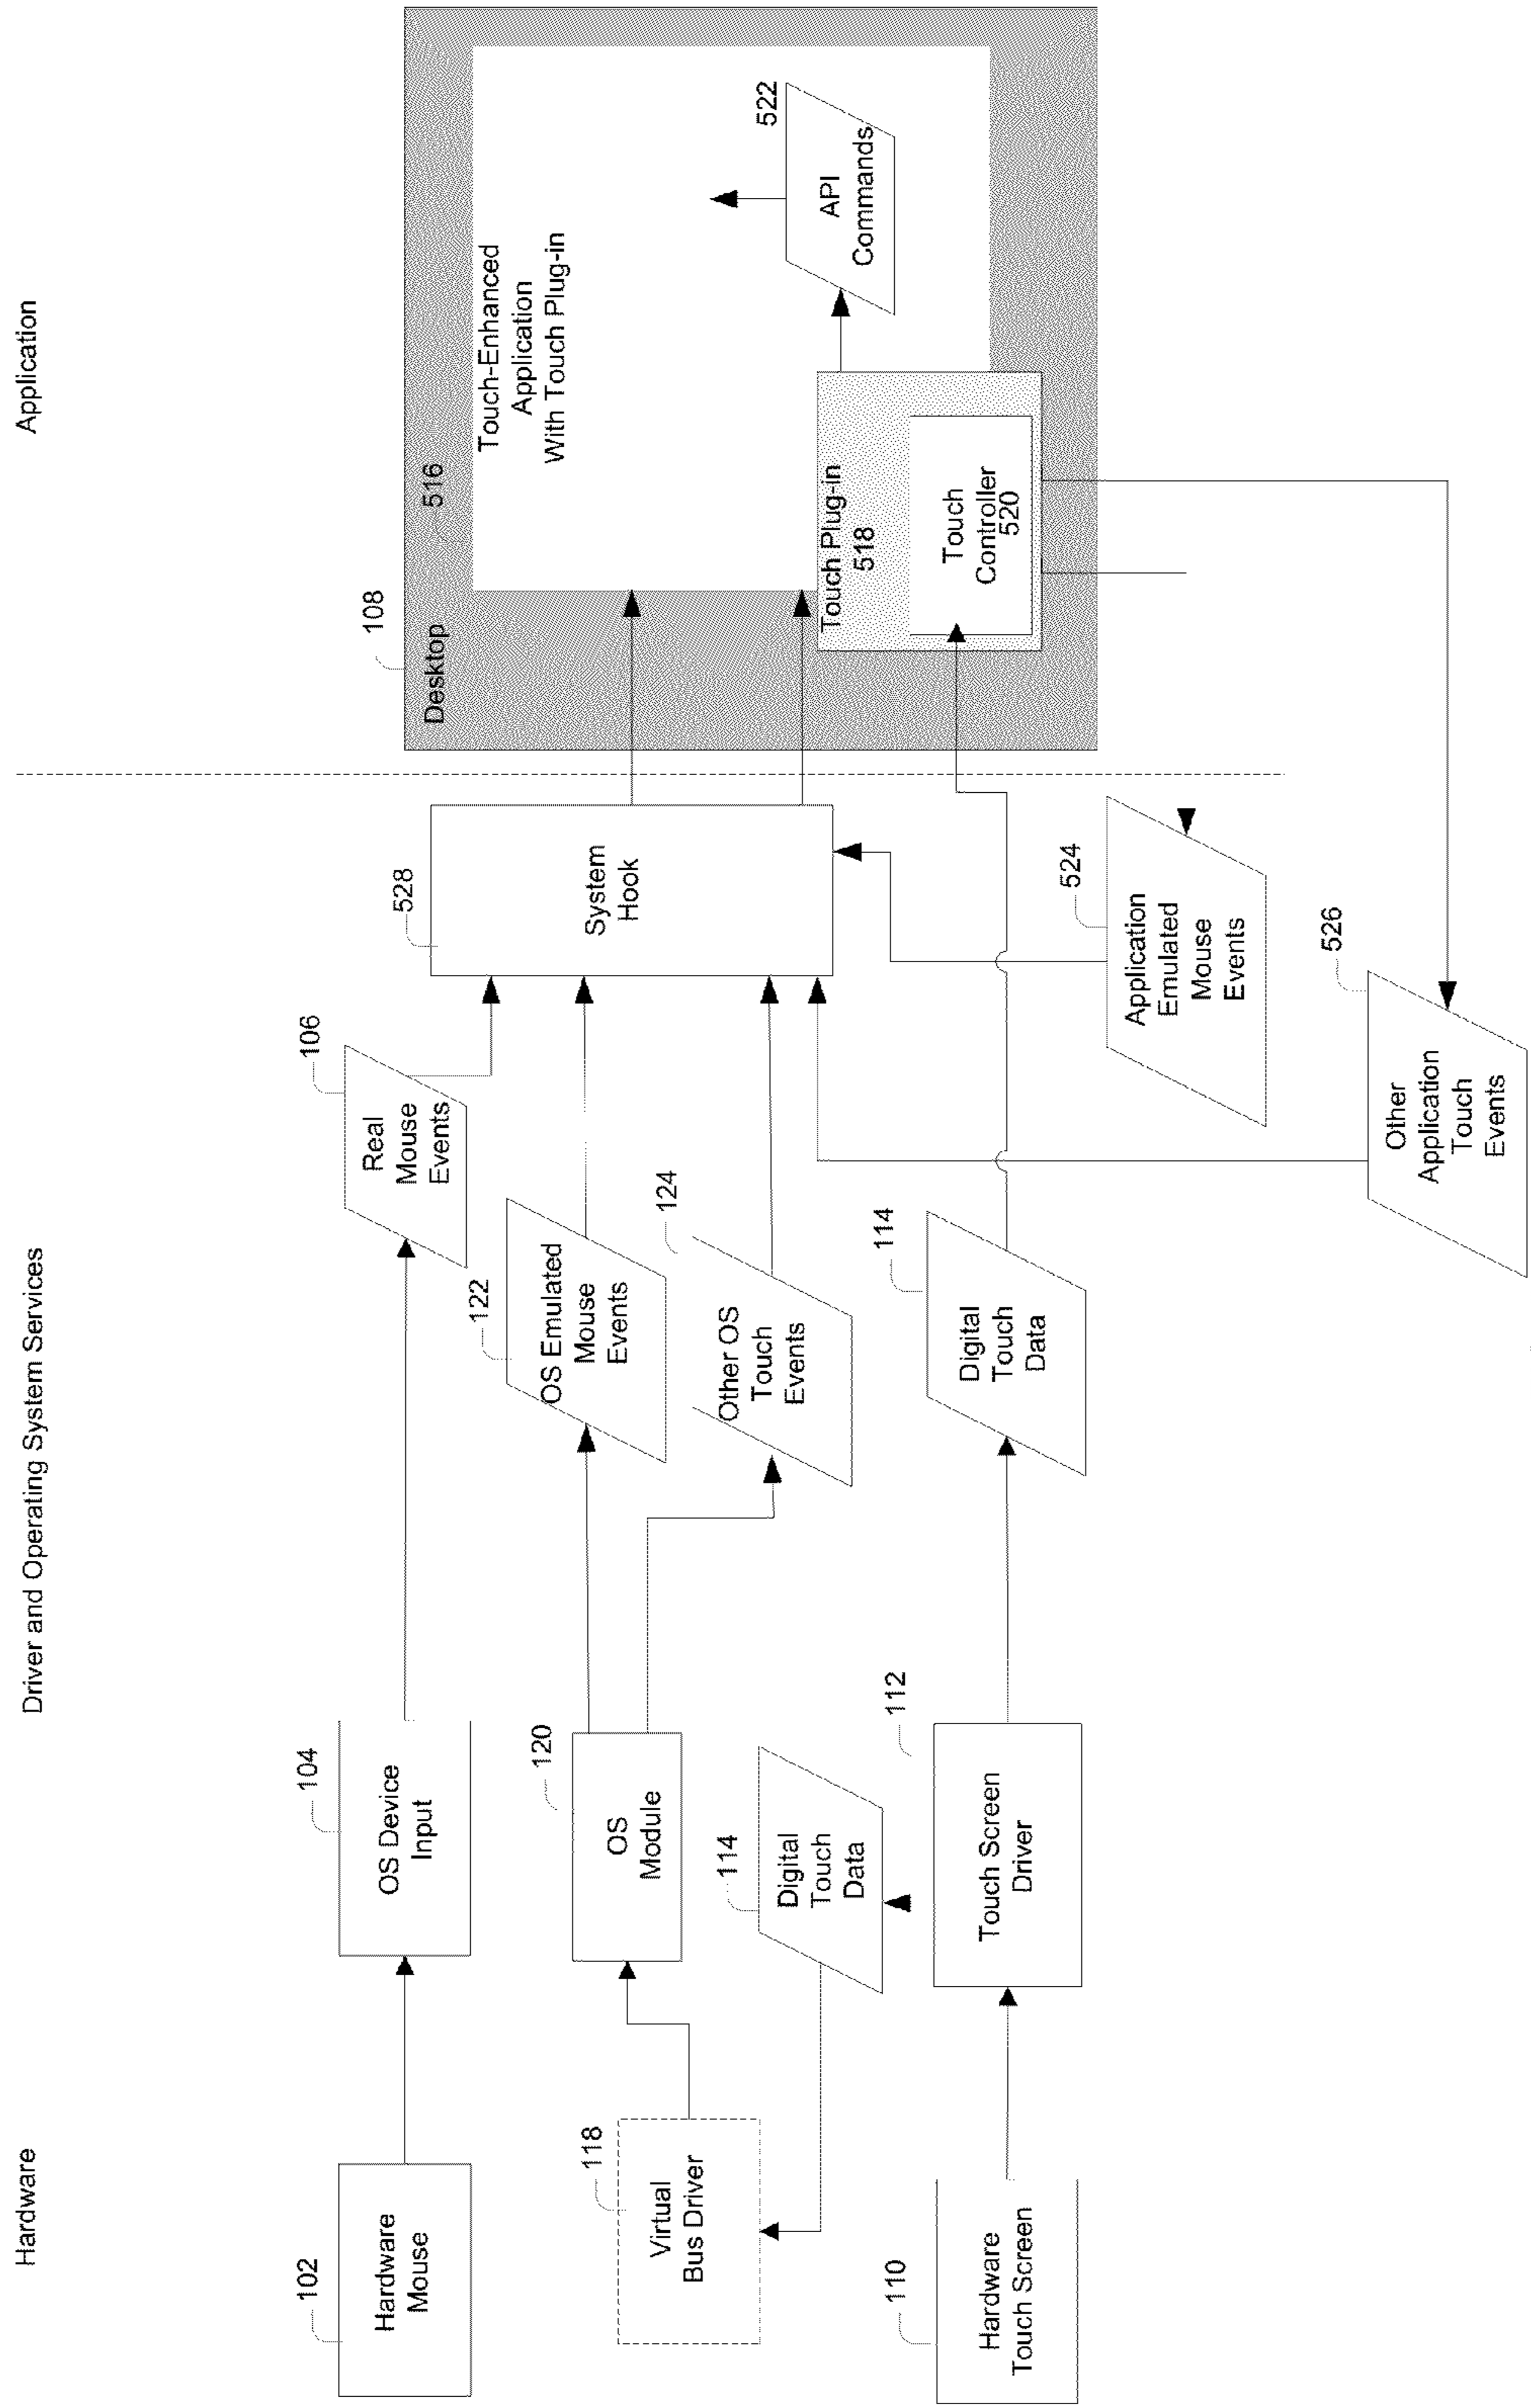 Hardware
Driver and Operating System Services
Application
102
Hardware
Mouse
104
OS Device
Input
106
Real
Mouse
Events
108
Desktop
516
Touch-Enhanced
Application
With Touch Plug-in
528
System
Hook
118
Virtual
Bus Driver
120
OS
Module
122
OS Emulated
Mouse
Events
124
Other OS
Touch
Events
114
Digital
Touch
Data
110
Hardware
Touch Screen
112
Touch Screen
Driver
114
Digital
Touch
Data
522
API
Commands
Touch Plug-in
518
Touch
Controller
520
524
Application
Emulated
Mouse
Events
526
Other
Application
Touch
Events